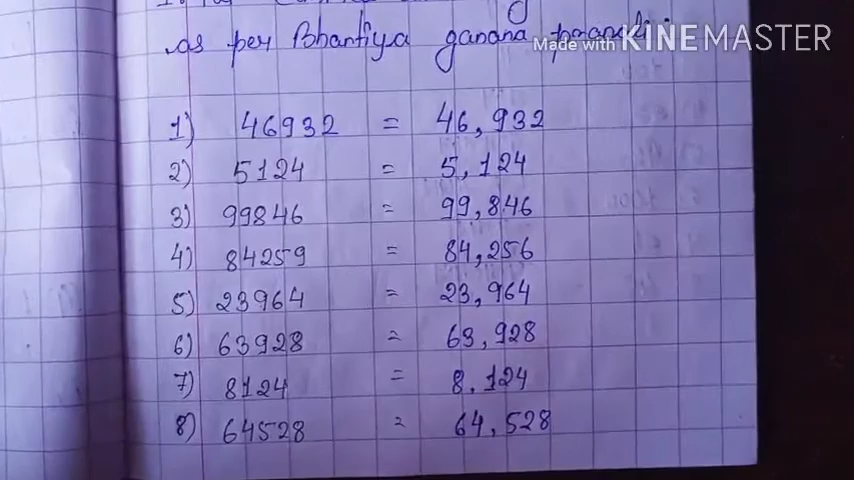 as per Bhartiya ganana
Made with KINEMASTER
1) 46932 = 46,932
2) 5124 = 5,124
3) 99846 = 99,846
4) 84259 = 84,256
5) 23964 = 23,964
6) 63928 = 63,928
7) 8124 = 8.124
8) 64528 = 64,528